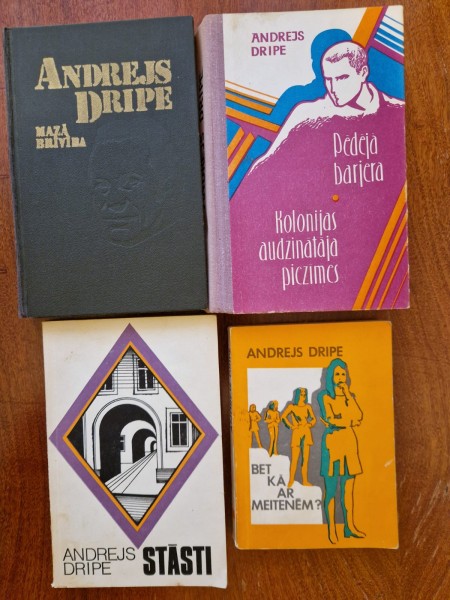 ANDREJS
DRIPE
MAZĀ
BRĪVĪBA
ANDREJS
DRIPE
Pēdējā
barjera
Kolonijas
audzinātāja
piezīmes
ANDREJS
DRIPE
STĀSTI
ANDREJS DRIPE
BET
KĀ
AR
MEITENĒM?